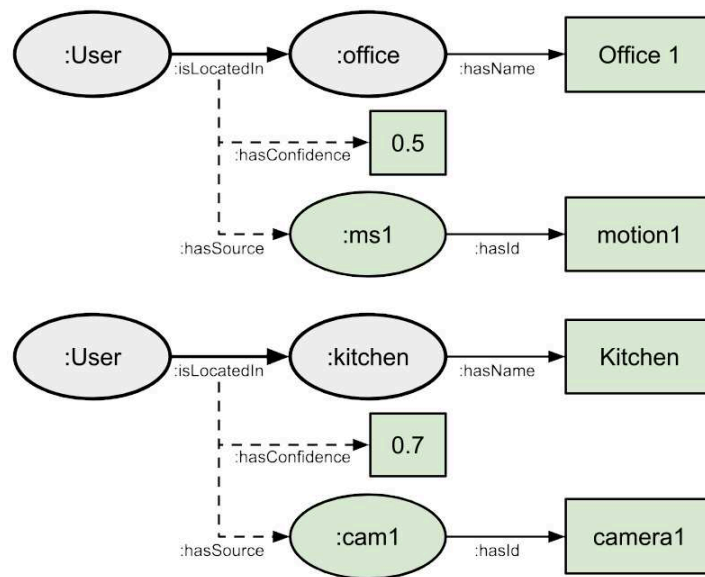 :User :office Office 1
:isLocatedIn :hasName
0.5
:hasConfidence
:ms1 motion1
:hasSource :hasId
:User :kitchen Kitchen
:isLocatedIn :hasName
0.7
:hasConfidence
:cam1 camera1
:hasSource :hasId